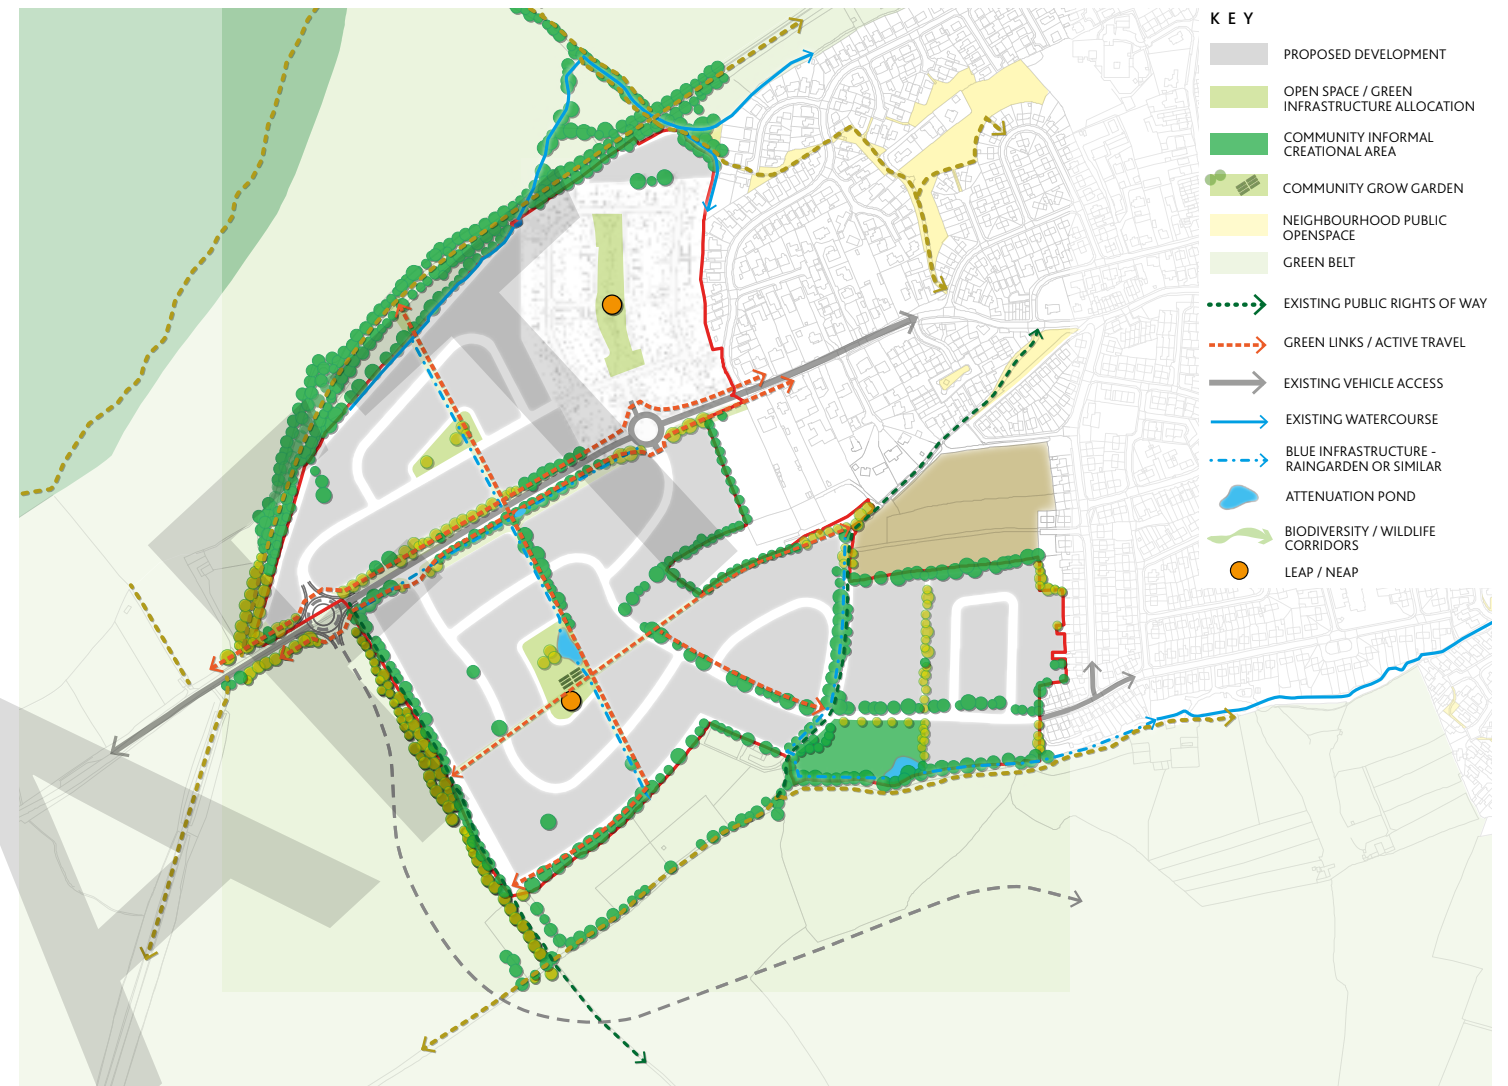 KEY
PROPOSED DEVELOPMENT
OPEN SPACE / GREEN
INFRASTRUCTURE ALLOCATION
COMMUNITY INFORMAL
CREATIONAL AREA
COMMUNITY GROW GARDEN
NEIGHBOURHOOD PUBLIC
OPENSPACE
GREEN BELT
EXISTING PUBLIC RIGHTS OF WAY
GREEN LINKS / ACTIVE TRAVEL
EXISTING VEHICLE ACCESS
EXISTING WATERCOURSE
BLUE INFRASTRUCTURE -
RAINGARDEN OR SIMILAR
ATTENUATION POND
BIODIVERSITY / WILDLIFE
CORRIDORS
LEAP / NEAP